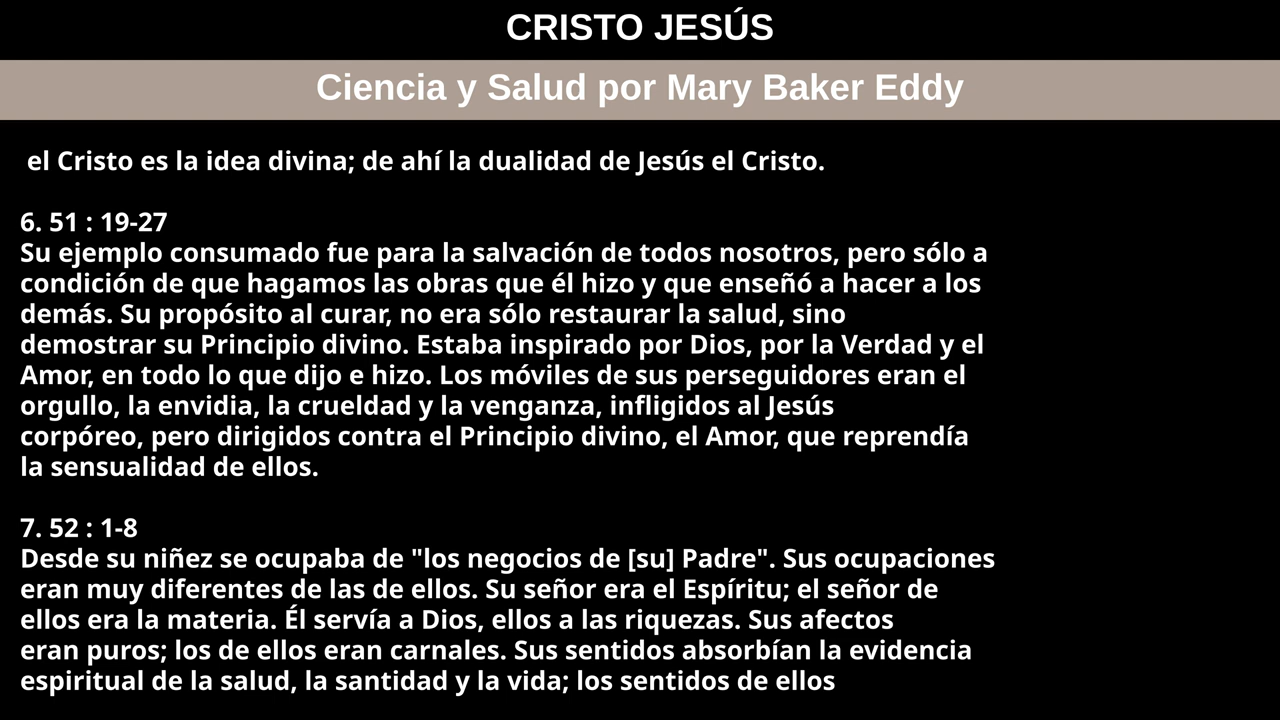 CRISTO JESÚS
Ciencia y Salud por Mary Baker Eddy
el Cristo es la idea divina; de ahí la dualidad de Jesús el Cristo.
6. 51 : 19-27
Su ejemplo consumado fue para la salvación de todos nosotros, pero sólo a
condición de que hagamos las obras que él hizo y que enseñó a hacer a los
demás. Su propósito al curar, no era sólo restaurar la salud, sino
demostrar su Principio divino. Estaba inspirado por Dios, por la Verdad y el
Amor, en todo lo que dijo e hizo. Los móviles de sus perseguidores eran el
orgullo, la envidia, la crueldad y la venganza, infligidos al Jesús
corpóreo, pero dirigidos contra el Principio divino, el Amor, que reprendía
la sensualidad de ellos.
7. 52 : 1-8
Desde su niñez se ocupaba de "los negocios de [su] Padre". Sus ocupaciones
eran muy diferentes de las de ellos. Su señor era el Espíritu; el señor de
ellos era la materia. Él servía a Dios, ellos a las riquezas. Sus afectos
eran puros; los de ellos eran carnales. Sus sentidos absorbían la evidencia
espiritual de la salud, la santidad y la vida; los sentidos de ellos